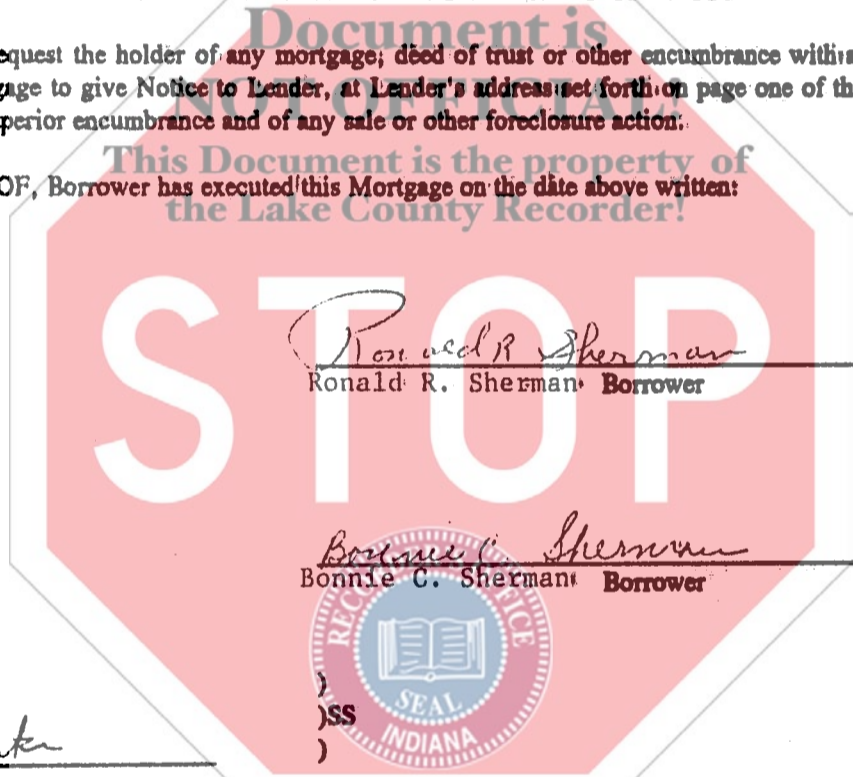 Document is
equest the holder of any mortgage, deed of trust or other encumbrance with a
gage to give Notice to Lender, at Lender's address set forth on page one of th
NOT OFFICIAL!
perior encumbrance and of any sale or other foreclosure action.
This Document is the property of
OF, Borrower has executed this Mortgage on the date above written:
the Lake County Recorder!
STOP
Ronald R Sherman
Ronald R. Sherman Borrower
Bonnie C. Sherman
Bonnie C. Sherman Borrower
RECORDER'S OFFICE
)
SEAL
)SS
INDIANA
)